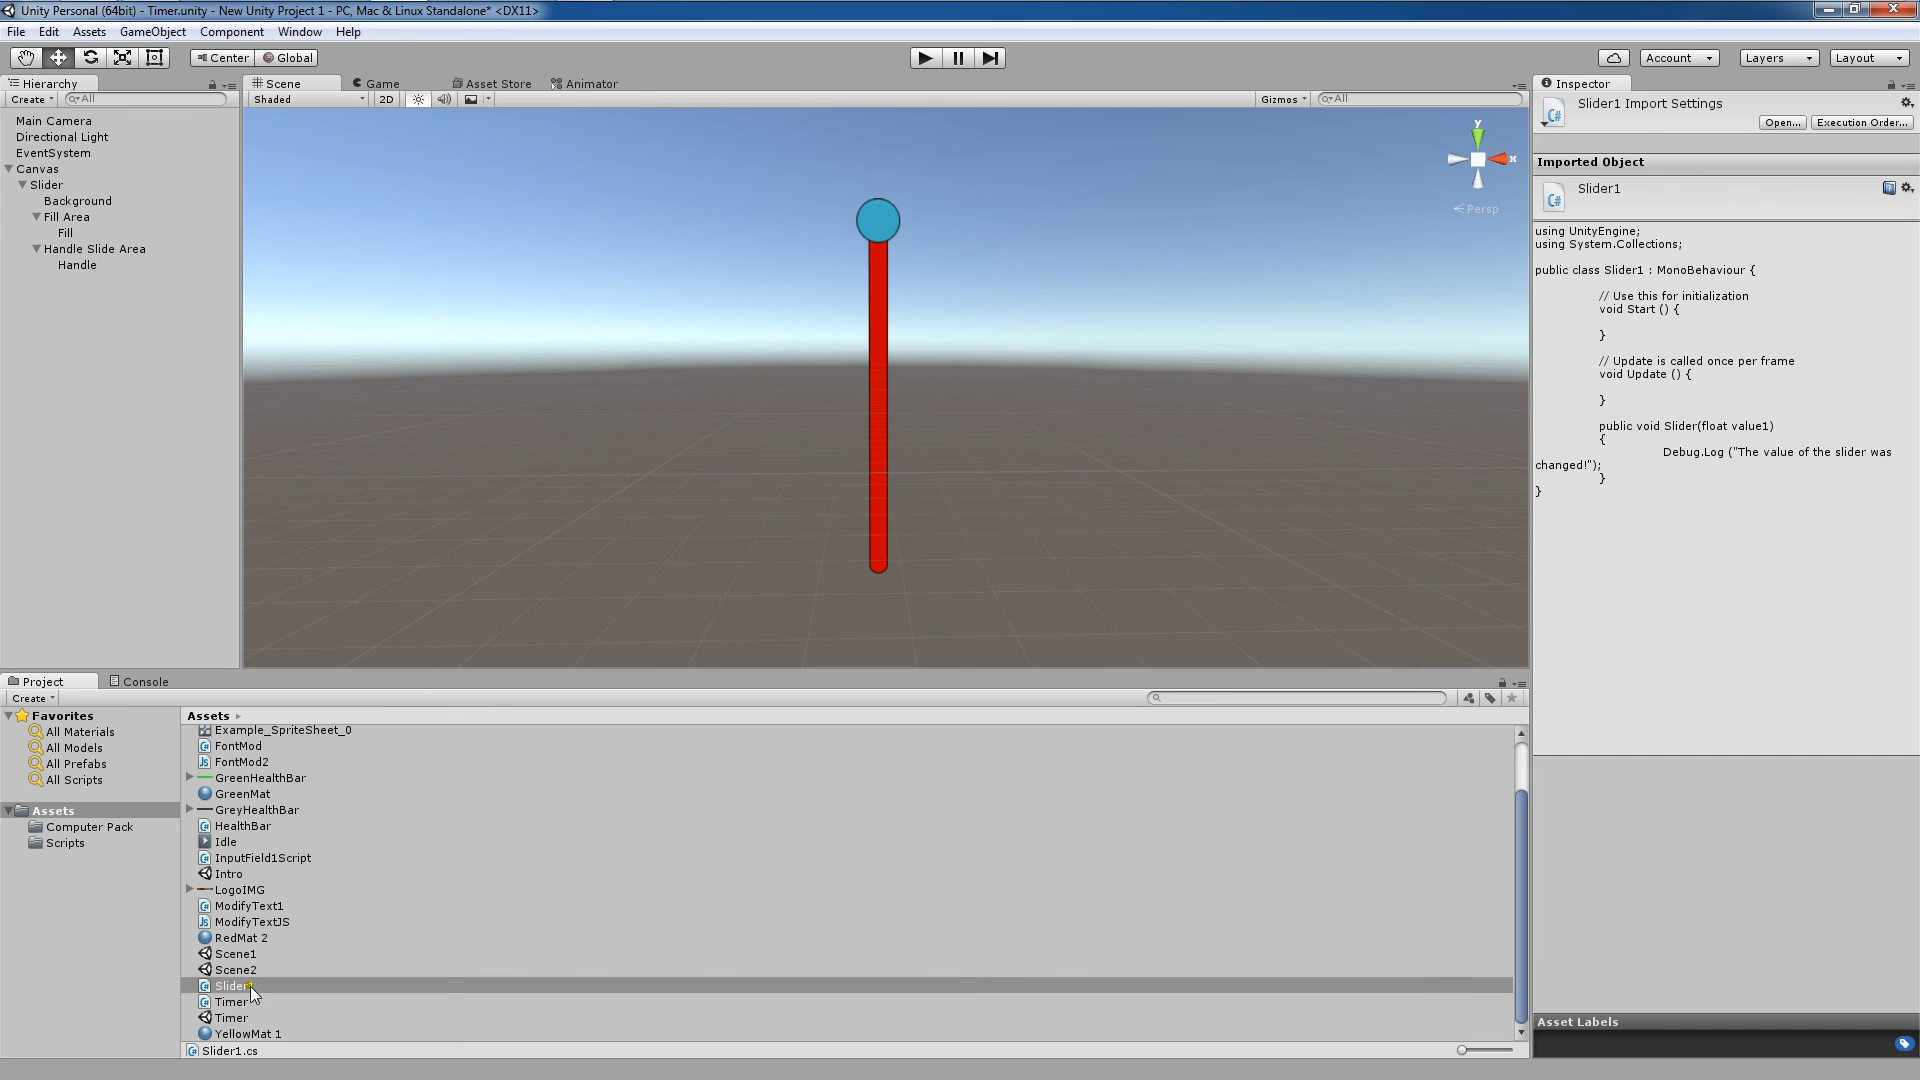 Unity Personal (64bit) - Timer.unity - New Unity Project 1 - PC, Mac & Linux Standalone* <DX11>
File Edit Assets GameObject Component Window Help
Center Global
Account Layers Layout
Hierarchy
Create All
Main Camera
Directional Light
EventSystem
Canvas
Slider
Background
Fill Area
Fill
Handle Slide Area
Handle
Scene Game Asset Store Animator
Shaded 2D Gizmos All
y
x
Persp
Inspector
Slider1 Import Settings
Open... Execution Order...
Imported Object
Slider1
using UnityEngine;
using System.Collections;
public class Slider1 : MonoBehaviour {
// Use this for initialization
void Start () {
}
// Update is called once per frame
void Update () {
}
public void Slider(float value1)
{
Debug.Log ("The value of the slider was
changed!");
}
}
Asset Labels
Project Console
Create
Favorites
All Materials
All Models
All Prefabs
All Scripts
Assets
Computer Pack
Scripts
Assets
Example_SpriteSheet_0
FontMod
FontMod2
GreenHealthBar
GreenMat
GreyHealthBar
HealthBar
Idle
InputField1Script
Intro
LogoIMG
ModifyText1
ModifyTextJS
RedMat 2
Scene1
Scene2
Slider
Timer
Timer
YellowMat 1
Slider1.cs